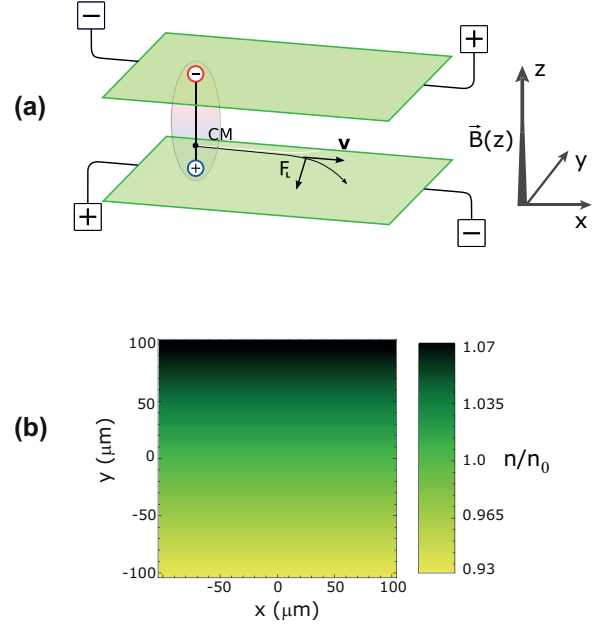 −
+
(a)
−
CM
v
B⃗(z)
z
y
x
F_L
+
+
−
(b)
y (μm)
100
50
0
-50
-100
-50
0
50
100
x (μm)
1.07
1.035
1.0
0.965
0.93
n/n₀